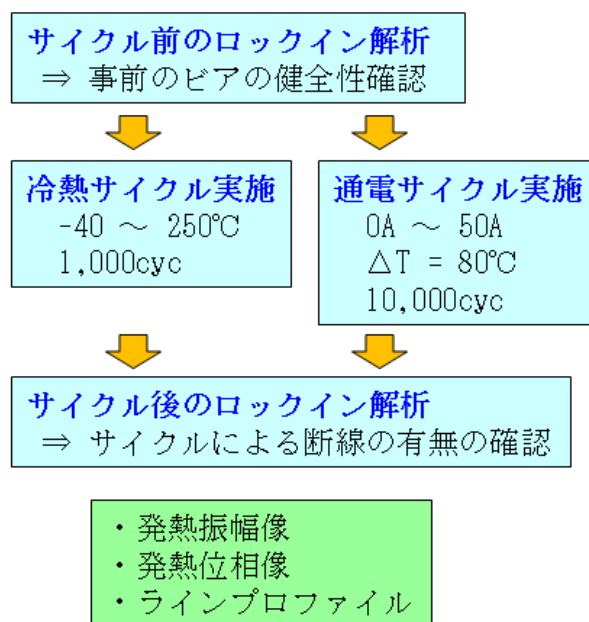 サイクル前のロックイン解析
⇒ 事前のビアの健全性確認
冷熱サイクル実施
-40 ～ 250℃
1,000cyc
通電サイクル実施
0A ～ 50A
△T = 80℃
10,000cyc
サイクル後のロックイン解析
⇒ サイクルによる断線の有無の確認
・発熱振幅像
・発熱位相像
・ラインプロファイル